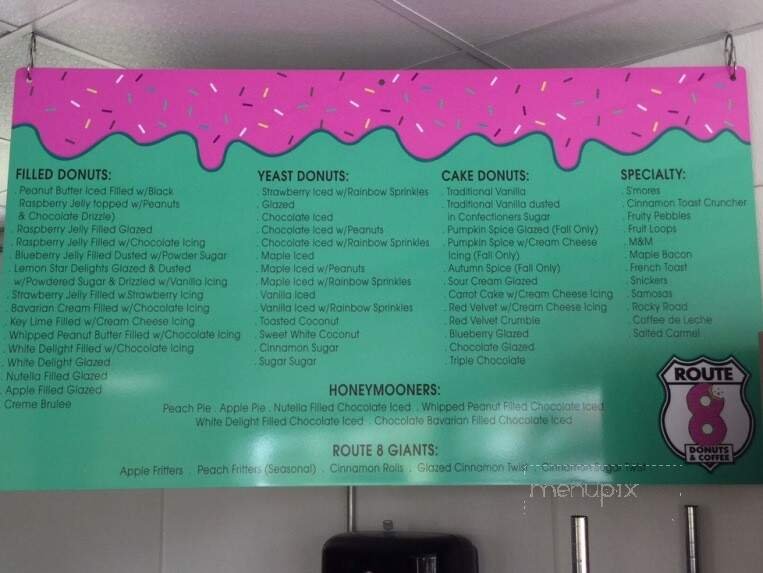 FILLED DONUTS:
. Peanut Butter Iced Filled w/Black
Raspberry Jelly topped w/Peanuts
& Chocolate Drizzle)
. Raspberry Jelly Filled Glazed
. Raspberry Jelly Filled w/Chocolate Icing
. Blueberry Jelly Filled Dusted w/Powder Sugar
. Lemon Star Delights Glazed & Dusted
w/Powdered Sugar & Drizzled w/Vanilla Icing
. Strawberry Jelly Filled w.Strawberry Icing
. Bavarian Cream Filled w/Chocolate Icing
. Key Lime Filled w/Cream Cheese Icing
. Whipped Peanut Butter Filled w/Chocolate Icing
. White Delight Filled w/Chocolate Icing
. White Delight Glazed
. Nutella Filled Glazed
. Apple Filled Glazed
. Creme Brulee
YEAST DONUTS:
. Strawberry Iced w/Rainbow Sprinkles
. Glazed
. Chocolate Iced
. Chocolate Iced w/Peanuts
. Chocolate Iced w/Rainbow Sprinkles
. Maple Iced
. Maple Iced w/Peanuts
. Maple Iced w/Rainbow Sprinkles
. Vanilla Iced
. Vanilla Iced w/Rainbow Sprinkles
. Toasted Coconut
. Sweet White Coconut
. Cinnamon Sugar
. Sugar Sugar
CAKE DONUTS:
. Traditional Vanilla
. Traditional Vanilla dusted
in Confectioners Sugar
. Pumpkin Spice Glazed (Fall Only)
. Pumpkin Spice w/Cream Cheese
Icing (Fall Only)
. Autumn Spice (Fall Only)
. Sour Cream Glazed
. Carrot Cake w/Cream Cheese Icing
. Red Velvet w/Cream Cheese Icing
. Red Velvet Crumble
. Blueberry Glazed
. Chocolate Glazed
. Triple Chocolate
SPECIALTY:
. S'mores
. Cinnamon Toast Cruncher
. Fruity Pebbles
. Fruit Loops
. M&M
. Maple Bacon
. French Toast
. Snickers
. Samosas
. Rocky Road
. Coffee de Leche
. Salted Carmel
HONEYMOONERS:
Peach Pie . Apple Pie . Nutella Filled Chocolate Iced . Whipped Peanut Filled Chocolate Iced
White Delight Filled Chocolate Iced . Chocolate Bavarian Filled Chocolate Iced
ROUTE 8 GIANTS:
Apple Fritters . Peach Fritters (Seasonal) . Cinnamon Rolls . Glazed Cinnamon Twist . Cinnamon Sugar Twist
ROUTE
8
DONUTS
& COFFEE
menupix